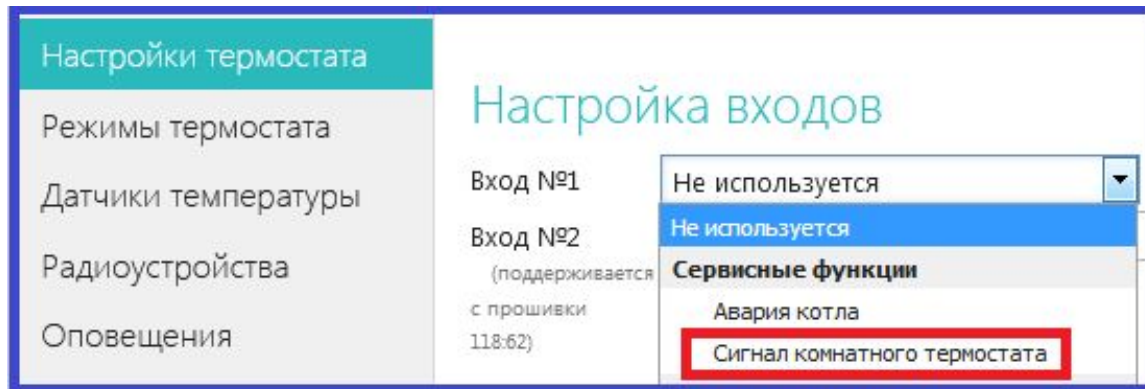 Настройки термостата
Режимы термостата
Датчики температуры
Радиоустройства
Оповещения
Настройка входов
Вход №1
Не используется
Не используется
Вход №2
(поддерживается
с прошивки
118:62)
Сервисные функции
Авария котла
Сигнал комнатного термостата